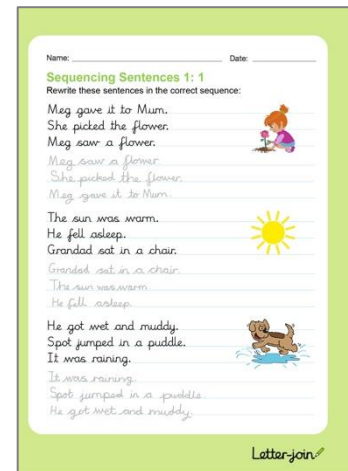 Name: Date:
Sequencing Sentences 1: 1
Rewrite these sentences in the correct sequence:
Meg gave it to Mum.
She picked the flower.
Meg saw a flower.
Meg saw a flower
She picked the flower.
Meg gave it to Mum.
The sun was warm.
He fell asleep.
Grandad sat in a chair.
Grandad sat in a chair.
The sun was warm
He fell asleep
He got wet and muddy.
Spot jumped in a puddle.
It was raining.
It was raining.
Spot jumped in a puddle.
He got wet and muddy.
Letter-join